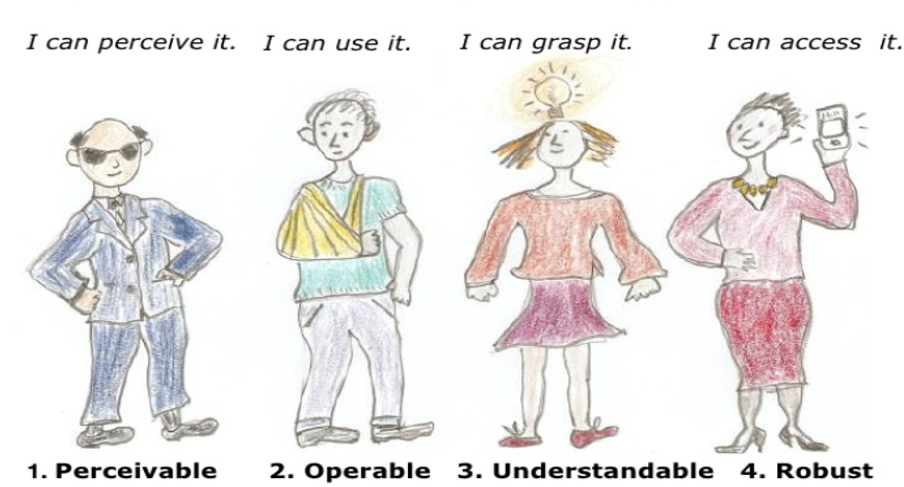 I can perceive it. I can use it. I can grasp it. I can access it.
1. Perceivable 2. Operable 3. Understandable 4. Robust